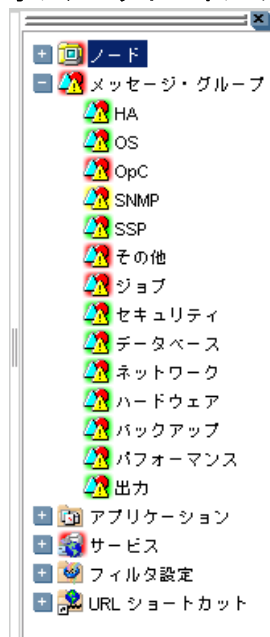 ノード
メッセージ・グループ
HA
OS
OpC
SNMP
SSP
その他
ジョブ
セキュリティ
データベース
ネットワーク
ハードウェア
バックアップ
パフォーマンス
出力
アプリケーション
サービス
フィルタ設定
URL ショートカット